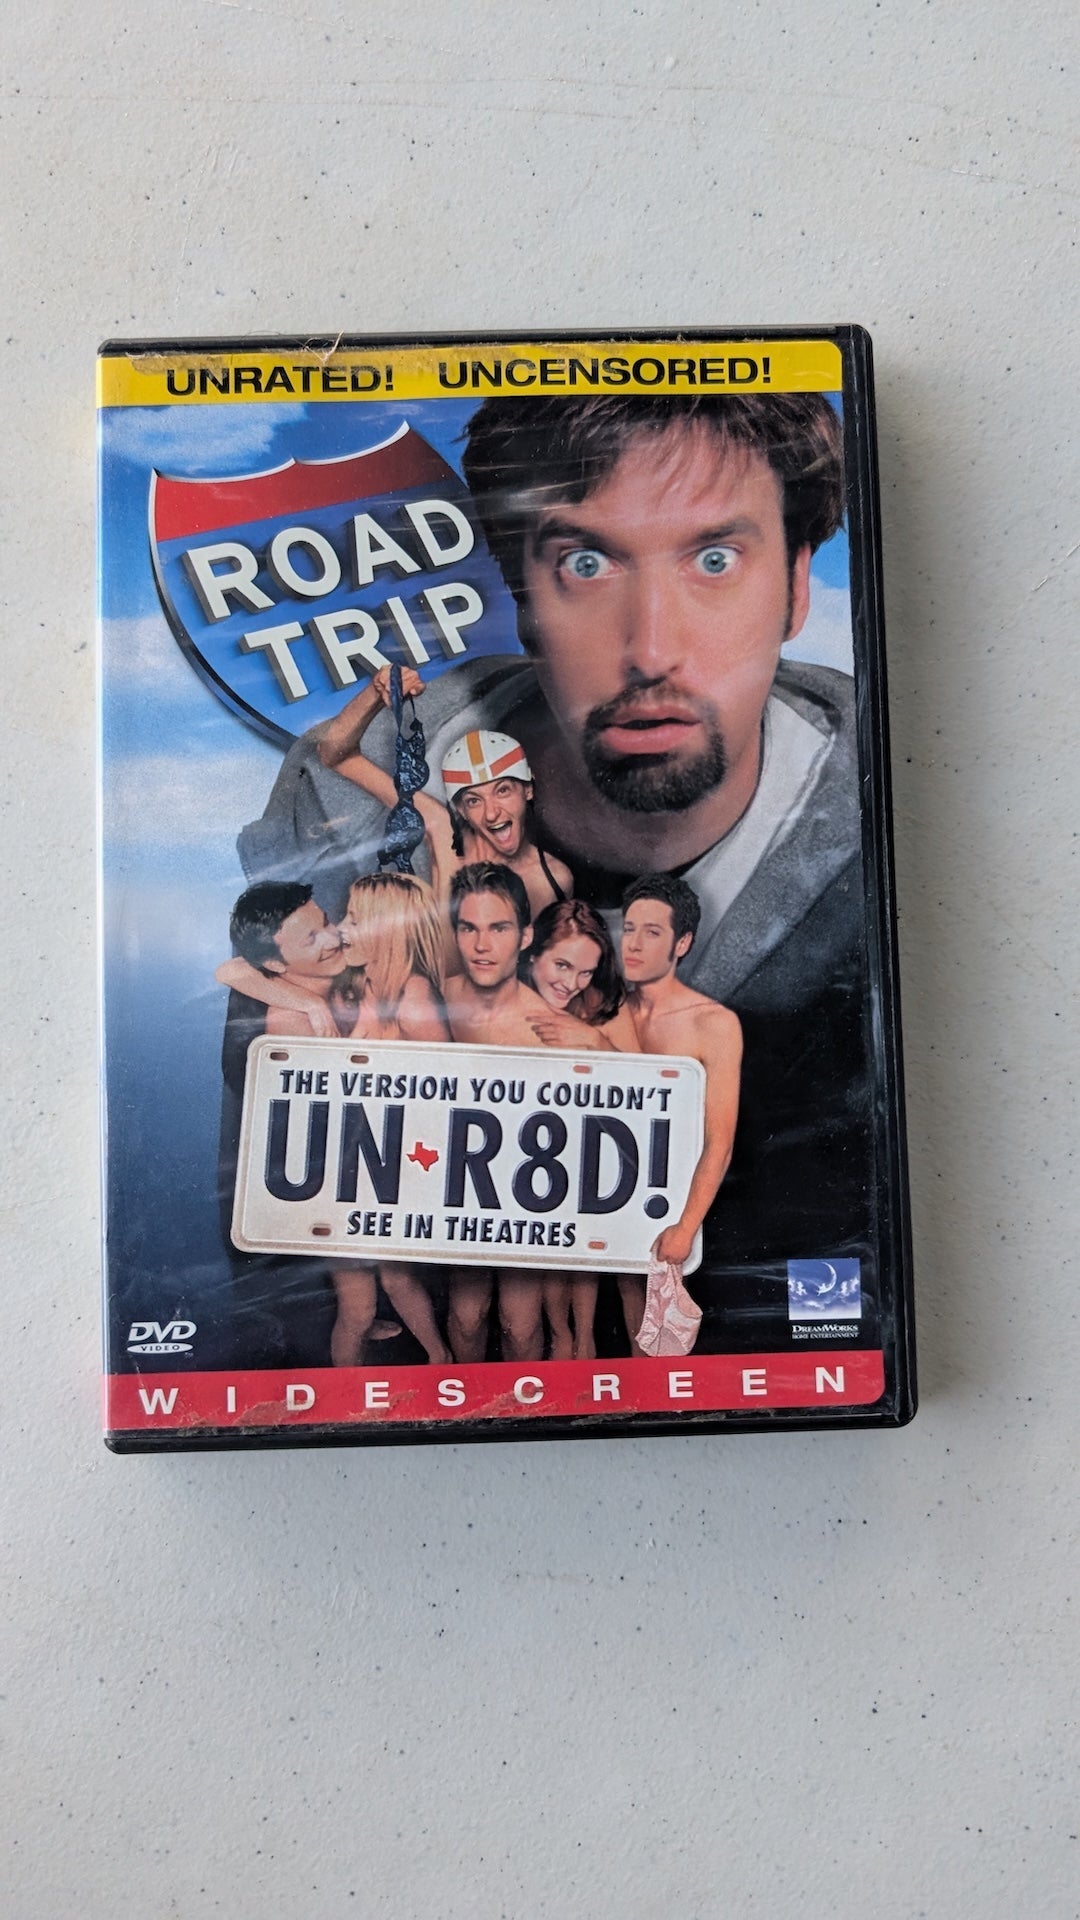 UNRATED! UNCENSORED!
ROAD
TRIP
THE VERSION YOU COULDN'T
UN R8D!
SEE IN THEATRES
DREAMWORKS
HOME ENTERTAINMENT
DVD
VIDEO
WIDESCREEN